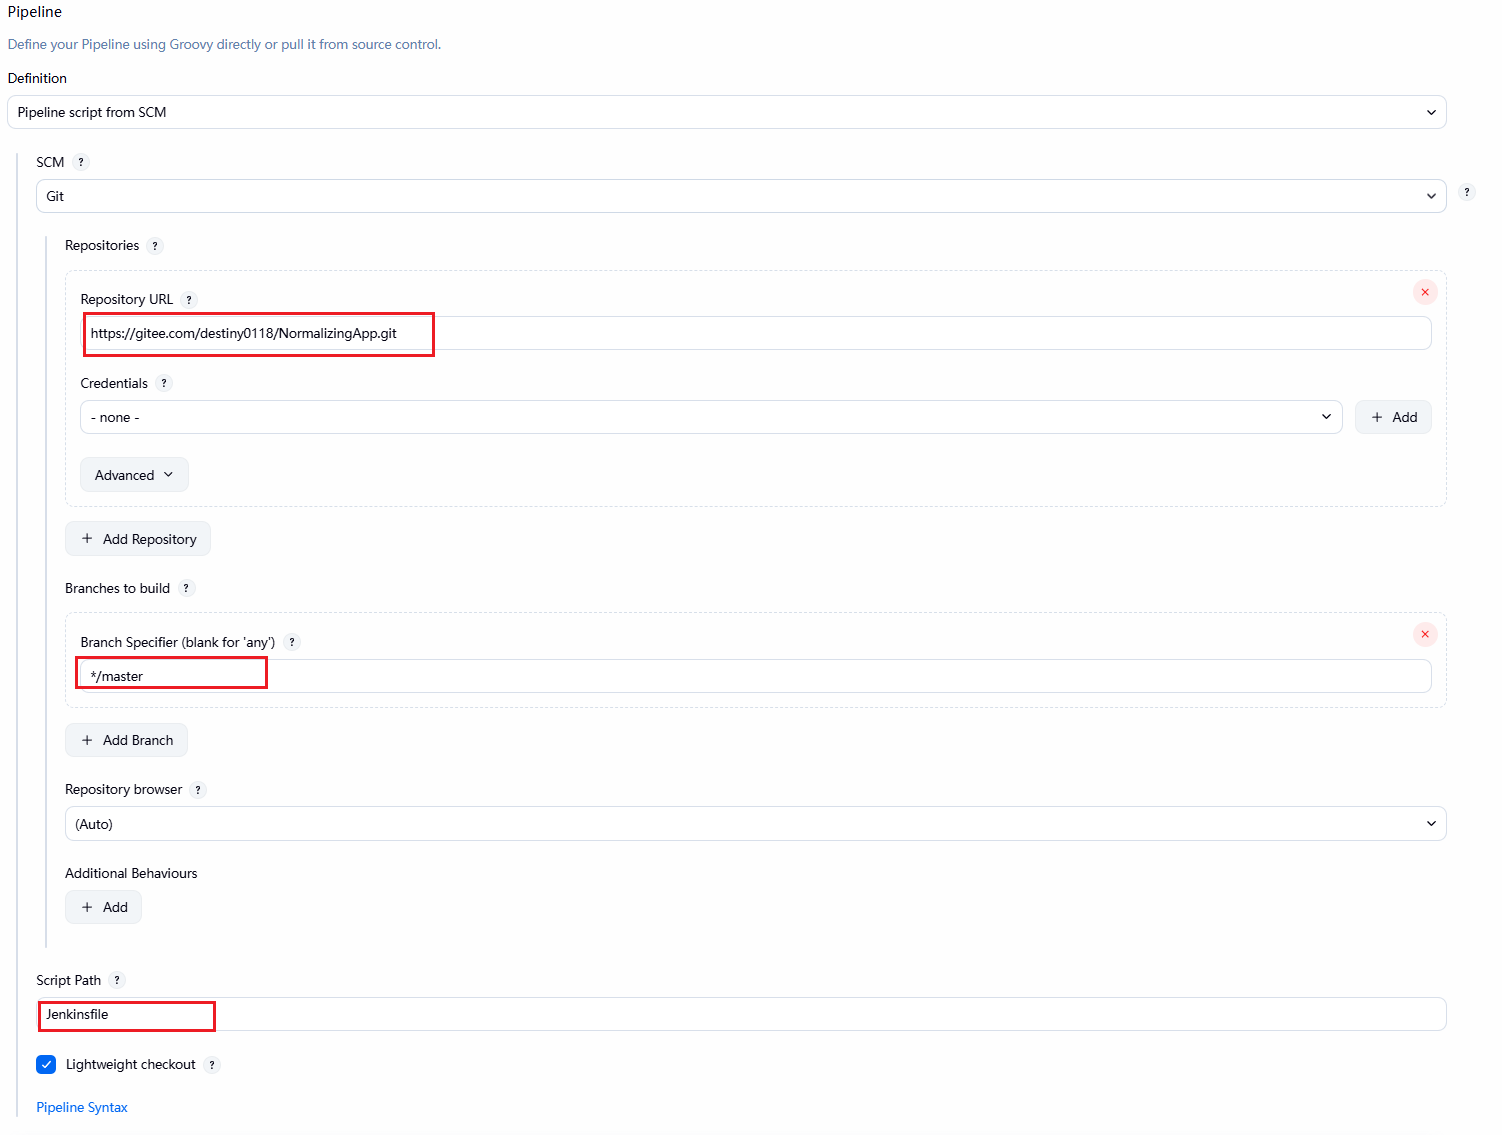 Pipeline
Define your Pipeline using Groovy directly or pull it from source control.
Definition
Pipeline script from SCM
SCM ?
Git
?
Repositories ?
Repository URL ?
https://gitee.com/destiny0118/NormalizingApp.git
Credentials ?
- none -
+ Add
Advanced
+ Add Repository
Branches to build ?
Branch Specifier (blank for 'any') ?
*/master
+ Add Branch
Repository browser ?
(Auto)
Additional Behaviours
+ Add
Script Path ?
Jenkinsfile
Lightweight checkout ?
Pipeline Syntax